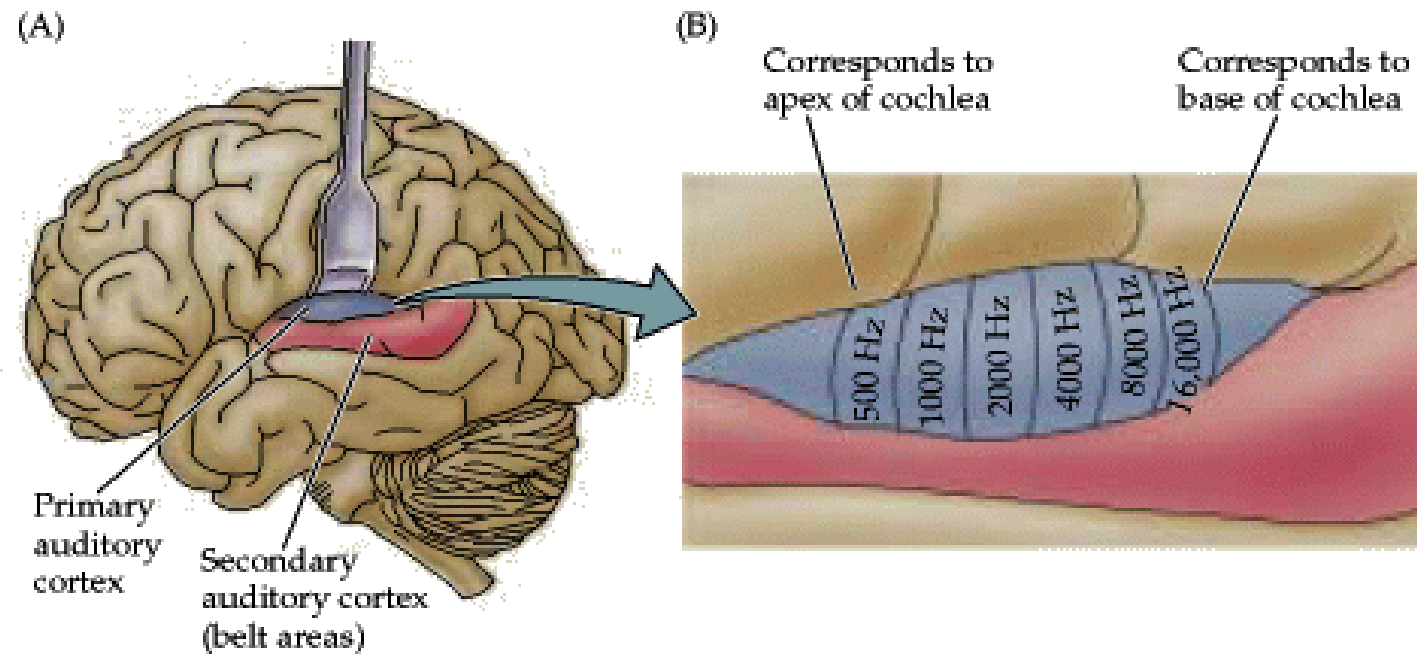 (A)
Primary
auditory
cortex
Secondary
auditory cortex
(belt areas)
(B)
Corresponds to
apex of cochlea
Corresponds to
base of cochlea
500 Hz
1000 Hz
2000 Hz
4000 Hz
8000 Hz
16,000 Hz